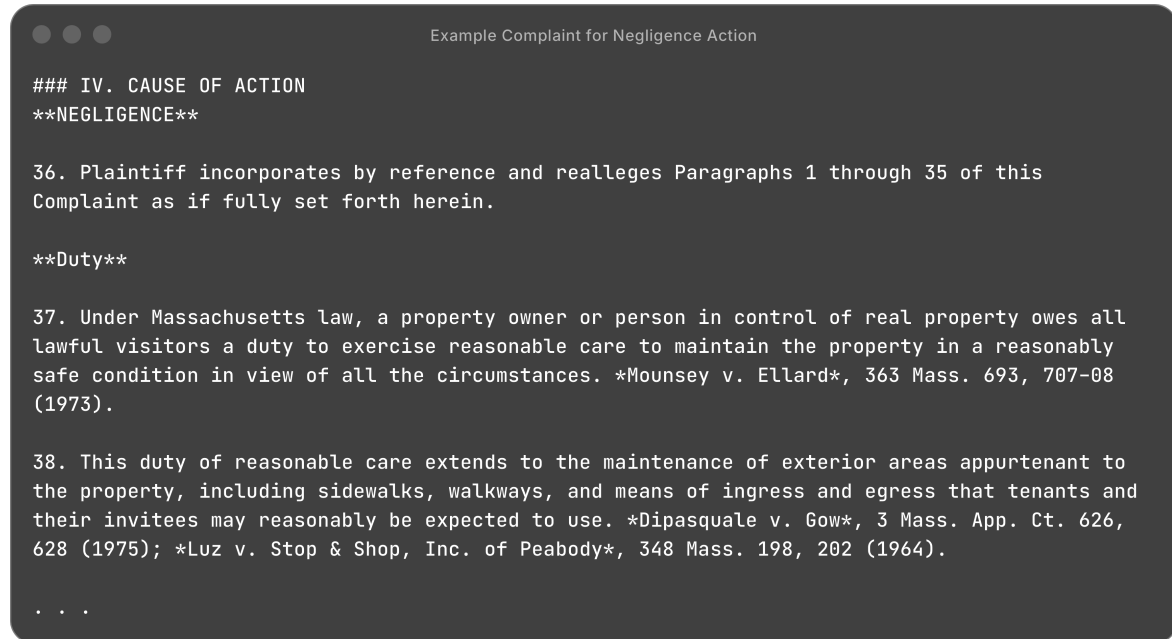 Example Complaint for Negligence Action
### IV. CAUSE OF ACTION
**NEGLIGENCE**
36. Plaintiff incorporates by reference and realleges Paragraphs 1 through 35 of this
Complaint as if fully set forth herein.
**Duty**
37. Under Massachusetts law, a property owner or person in control of real property owes all
lawful visitors a duty to exercise reasonable care to maintain the property in a reasonably
safe condition in view of all the circumstances. *Mounsey v. Ellard*, 363 Mass. 693, 707–08
(1973).
38. This duty of reasonable care extends to the maintenance of exterior areas appurtenant to
the property, including sidewalks, walkways, and means of ingress and egress that tenants and
their invitees may reasonably be expected to use. *Dipasquale v. Gow*, 3 Mass. App. Ct. 626,
628 (1975); *Luz v. Stop & Shop, Inc. of Peabody*, 348 Mass. 198, 202 (1964).
. . .